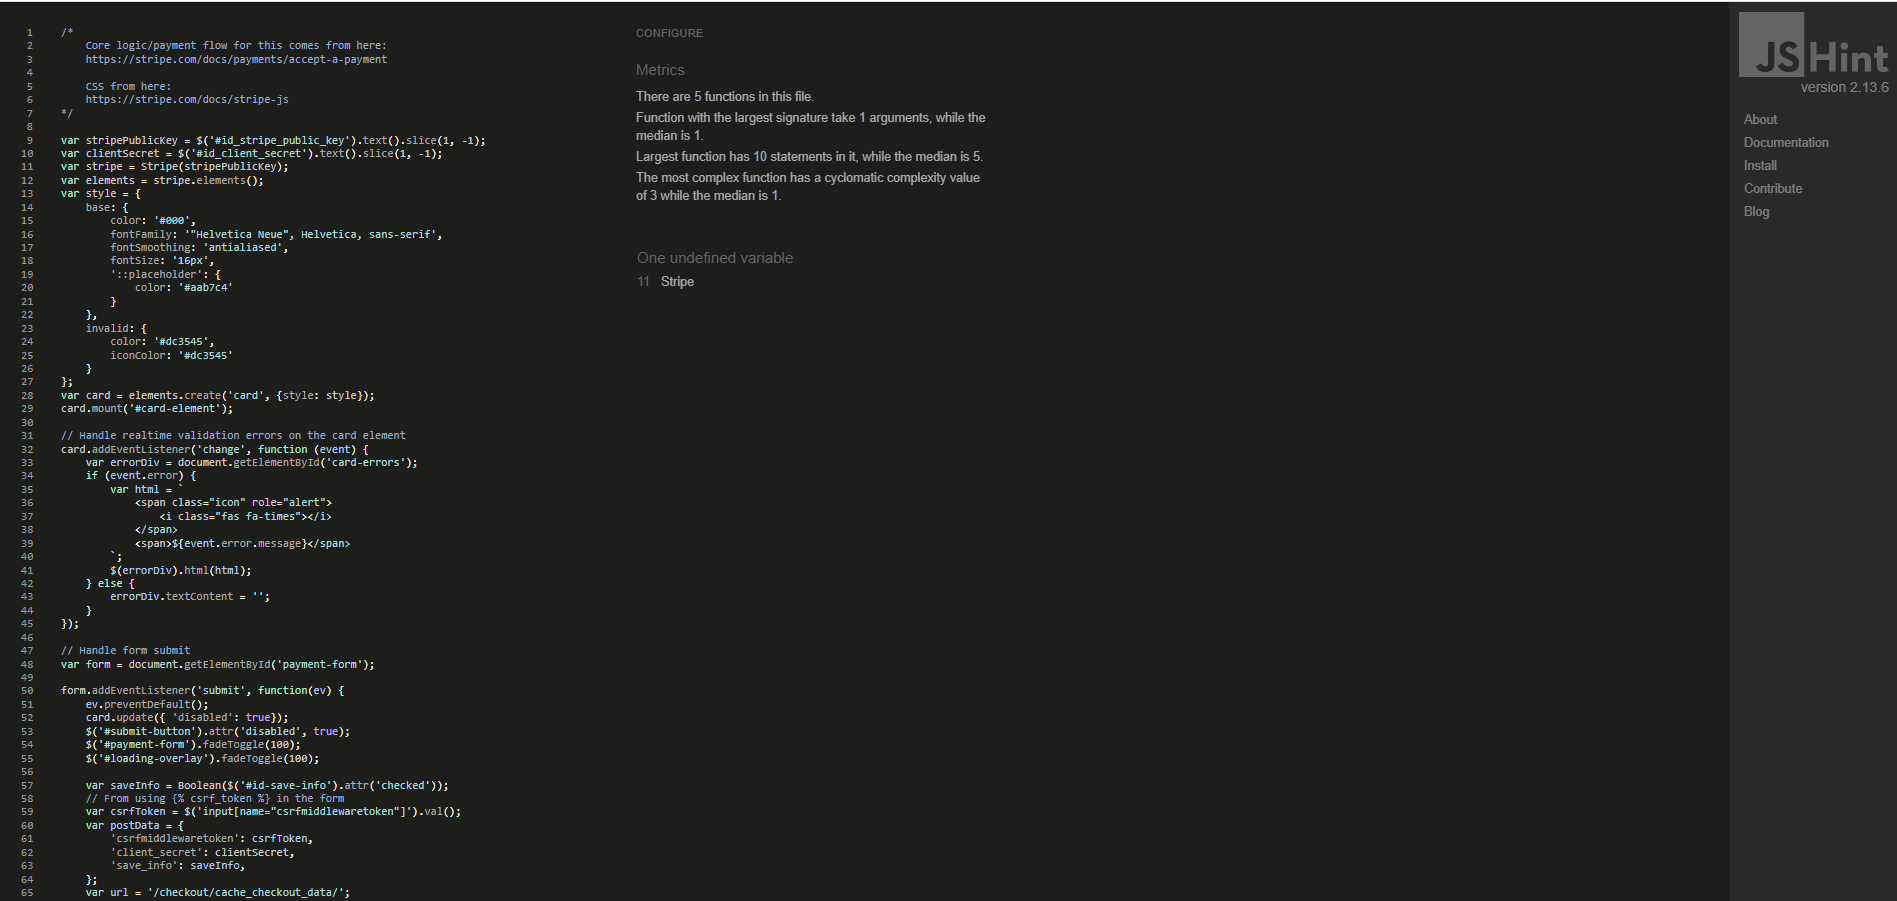 1 /*
2 Core logic/payment flow for this comes from here:
3 https://stripe.com/docs/payments/accept-a-payment
4
5 CSS from here:
6 https://stripe.com/docs/stripe-js
7 */
8
9 var stripePublicKey = $('#id_stripe_public_key').text().slice(1, -1);
10 var clientSecret = $('#id_client_secret').text().slice(1, -1);
11 var stripe = Stripe(stripePublicKey);
12 var elements = stripe.elements();
13 var style = {
14 base: {
15 color: '#000',
16 fontFamily: '"Helvetica Neue", Helvetica, sans-serif',
17 fontSmoothing: 'antialiased',
18 fontSize: '16px',
19 '::placeholder': {
20 color: '#aab7c4'
21 }
22 },
23 invalid: {
24 color: '#dc3545',
25 iconColor: '#dc3545'
26 }
27 };
28 var card = elements.create('card', {style: style});
29 card.mount('#card-element');
30
31 // Handle realtime validation errors on the card element
32 card.addEventListener('change', function (event) {
33 var errorDiv = document.getElementById('card-errors');
34 if (event.error) {
35 var html = `
36 <span class="icon" role="alert">
37 <i class="fas fa-times"></i>
38 </span>
39 <span>${event.error.message}</span>
40 `;
41 $(errorDiv).html(html);
42 } else {
43 errorDiv.textContent = '';
44 }
45 });
46
47 // Handle form submit
48 var form = document.getElementById('payment-form');
49
50 form.addEventListener('submit', function(ev) {
51 ev.preventDefault();
52 card.update({ 'disabled': true});
53 $('#submit-button').attr('disabled', true);
54 $('#payment-form').fadeToggle(100);
55 $('#loading-overlay').fadeToggle(100);
56
57 var saveInfo = Boolean($('#id-save-info').attr('checked'));
58 // From using {% csrf_token %} in the form
59 var csrfToken = $('input[name="csrfmiddlewaretoken"]').val();
60 var postData = {
61 'csrfmiddlewaretoken': csrfToken,
62 'client_secret': clientSecret,
63 'save_info': saveInfo,
64 };
65 var url = '/checkout/cache_checkout_data/';
CONFIGURE
Metrics
There are 5 functions in this file.
Function with the largest signature take 1 arguments, while the
median is 1.
Largest function has 10 statements in it, while the median is 5.
The most complex function has a cyclomatic complexity value
of 3 while the median is 1.
One undefined variable
11 Stripe
JSHint
version 2.13.6
About
Documentation
Install
Contribute
Blog